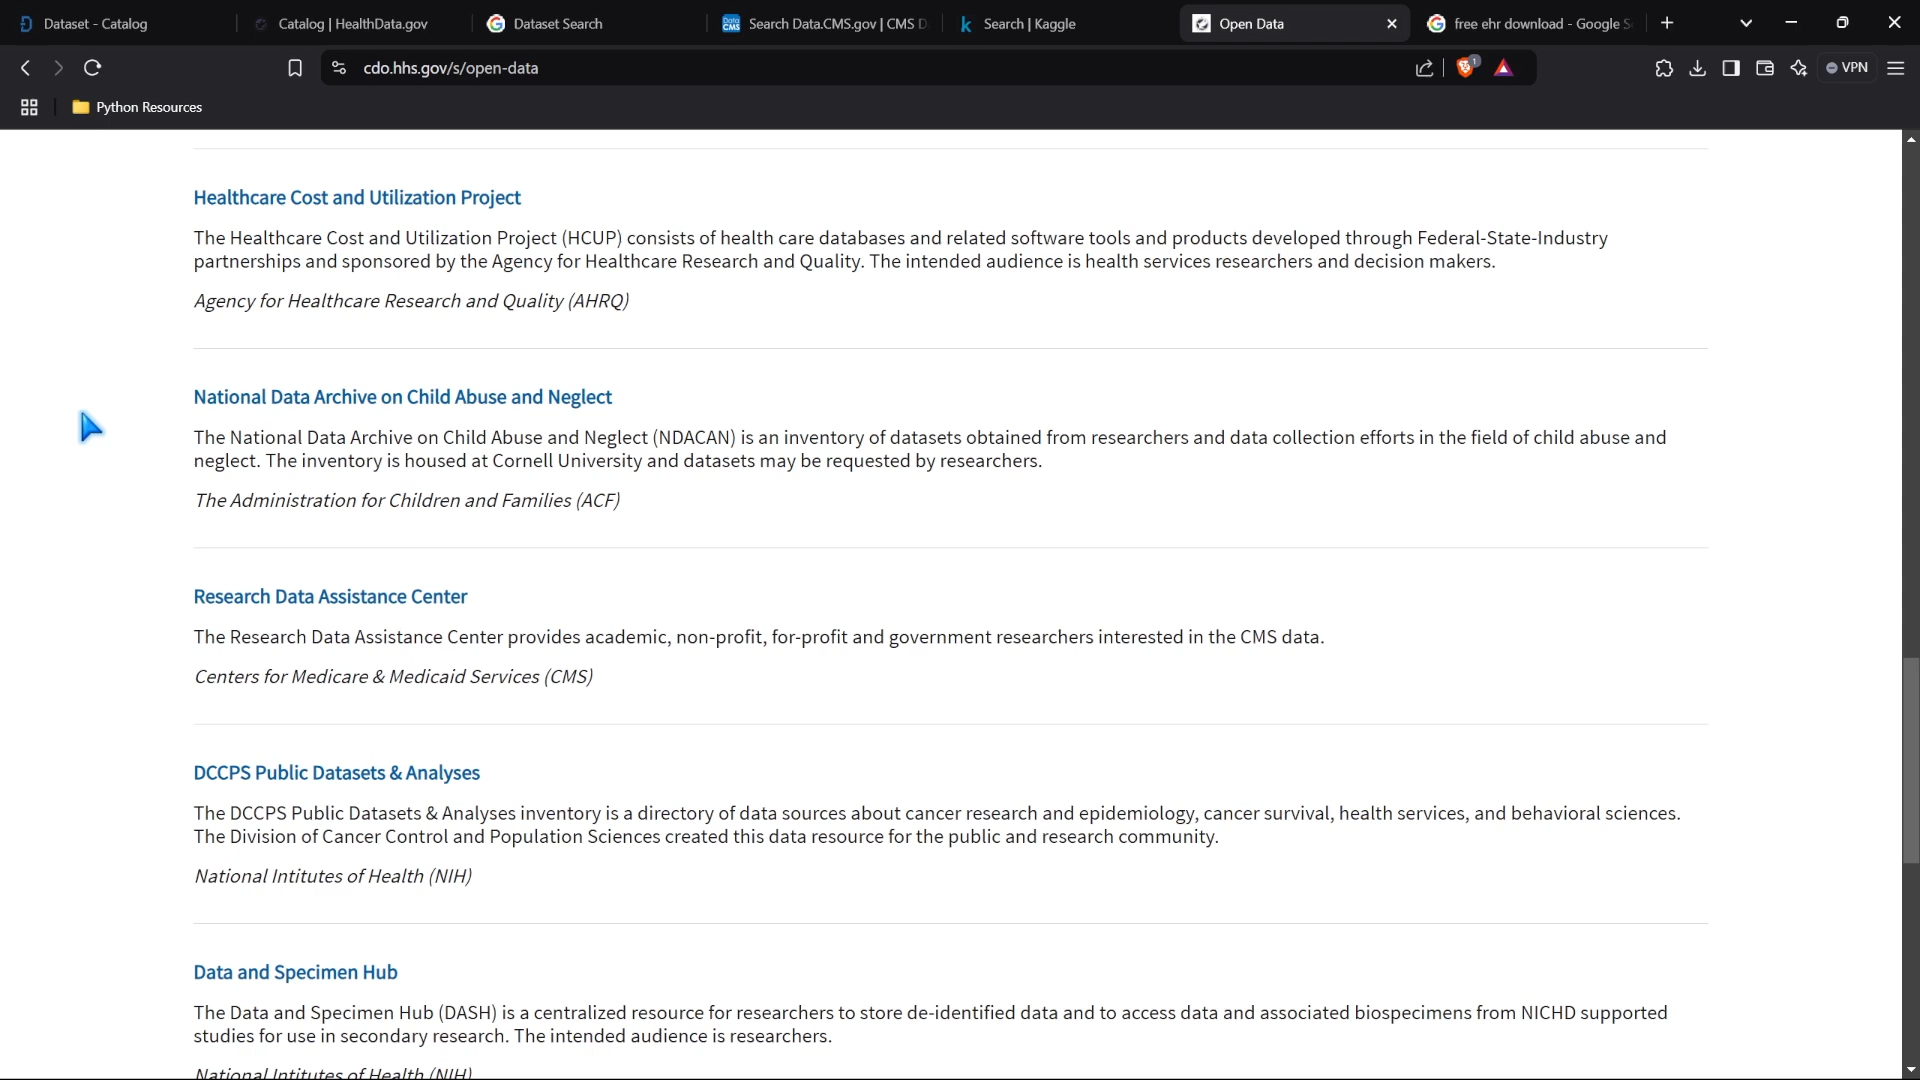 Dataset - Catalog
Catalog | HealthData.gov
Dataset Search
Search Data.CMS.gov | CMS D
Search | Kaggle
Open Data
free ehr download - Google S
cdo.hhs.gov/s/open-data
1
VPN
Python Resources
Healthcare Cost and Utilization Project
The Healthcare Cost and Utilization Project (HCUP) consists of health care databases and related software tools and products developed through Federal-State-Industry
partnerships and sponsored by the Agency for Healthcare Research and Quality. The intended audience is health services researchers and decision makers.
Agency for Healthcare Research and Quality (AHRQ)
National Data Archive on Child Abuse and Neglect
The National Data Archive on Child Abuse and Neglect (NDACAN) is an inventory of datasets obtained from researchers and data collection efforts in the field of child abuse and
neglect. The inventory is housed at Cornell University and datasets may be requested by researchers.
The Administration for Children and Families (ACF)
Research Data Assistance Center
The Research Data Assistance Center provides academic, non-profit, for-profit and government researchers interested in the CMS data.
Centers for Medicare & Medicaid Services (CMS)
DCCPS Public Datasets & Analyses
The DCCPS Public Datasets & Analyses inventory is a directory of data sources about cancer research and epidemiology, cancer survival, health services, and behavioral sciences.
The Division of Cancer Control and Population Sciences created this data resource for the public and research community.
National Intitutes of Health (NIH)
Data and Specimen Hub
The Data and Specimen Hub (DASH) is a centralized resource for researchers to store de-identified data and to access data and associated biospecimens from NICHD supported
studies for use in secondary research. The intended audience is researchers.
National Intitutes of Health (NIH)